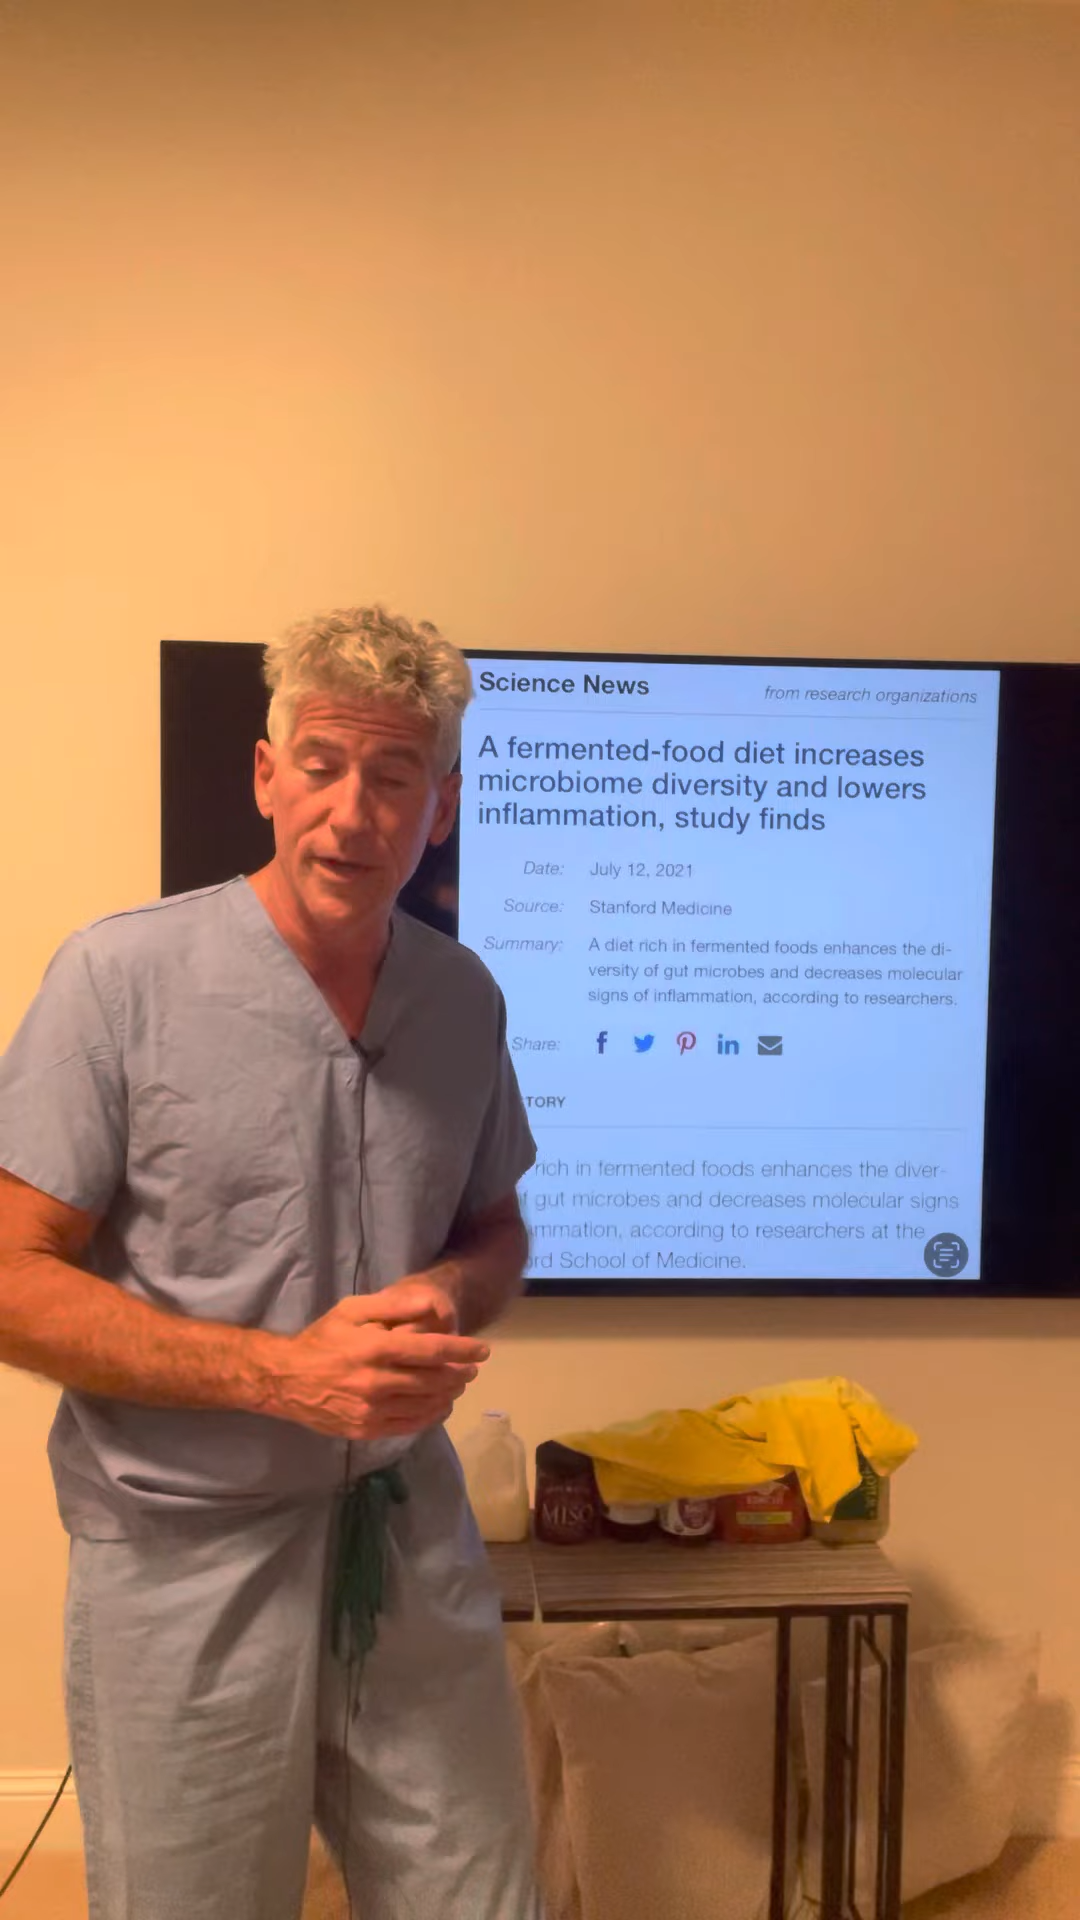 Science News
from research organizations
A fermented-food diet increases
microbiome diversity and lowers
inflammation, study finds
Date: July 12, 2021
Source: Stanford Medicine
Summary: A diet rich in fermented foods enhances the di-
versity of gut microbes and decreases molecular
signs of inflammation, according to researchers.
Share:
TORY
rich in fermented foods enhances the diver-
f gut microbes and decreases molecular signs
mmation, according to researchers at the
rd School of Medicine.
MISO
KIMCHI